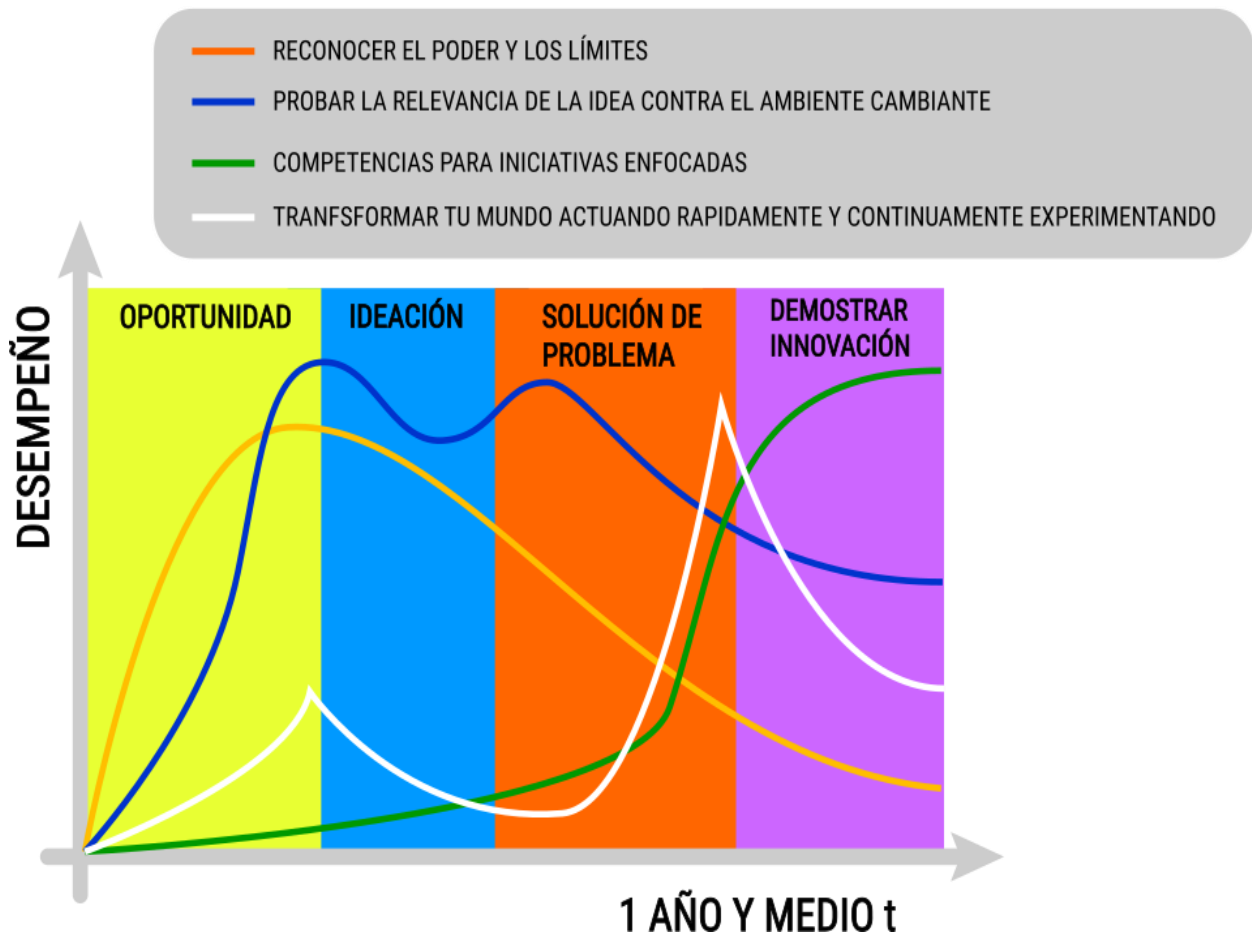 RECONOCER EL PODER Y LOS LÍMITES
PROBAR LA RELEVANCIA DE LA IDEA CONTRA EL AMBIENTE CAMBIANTE
COMPETENCIAS PARA INICIATIVAS ENFOCADAS
TRANFSFORMAR TU MUNDO ACTUANDO RAPIDAMENTE Y CONTINUAMENTE EXPERIMENTANDO
OPORTUNIDAD
IDEACIÓN
SOLUCIÓN DE
PROBLEMA
DEMOSTRAR
INNOVACIÓN
DESEMPEÑO
1 AÑO Y MEDIO t